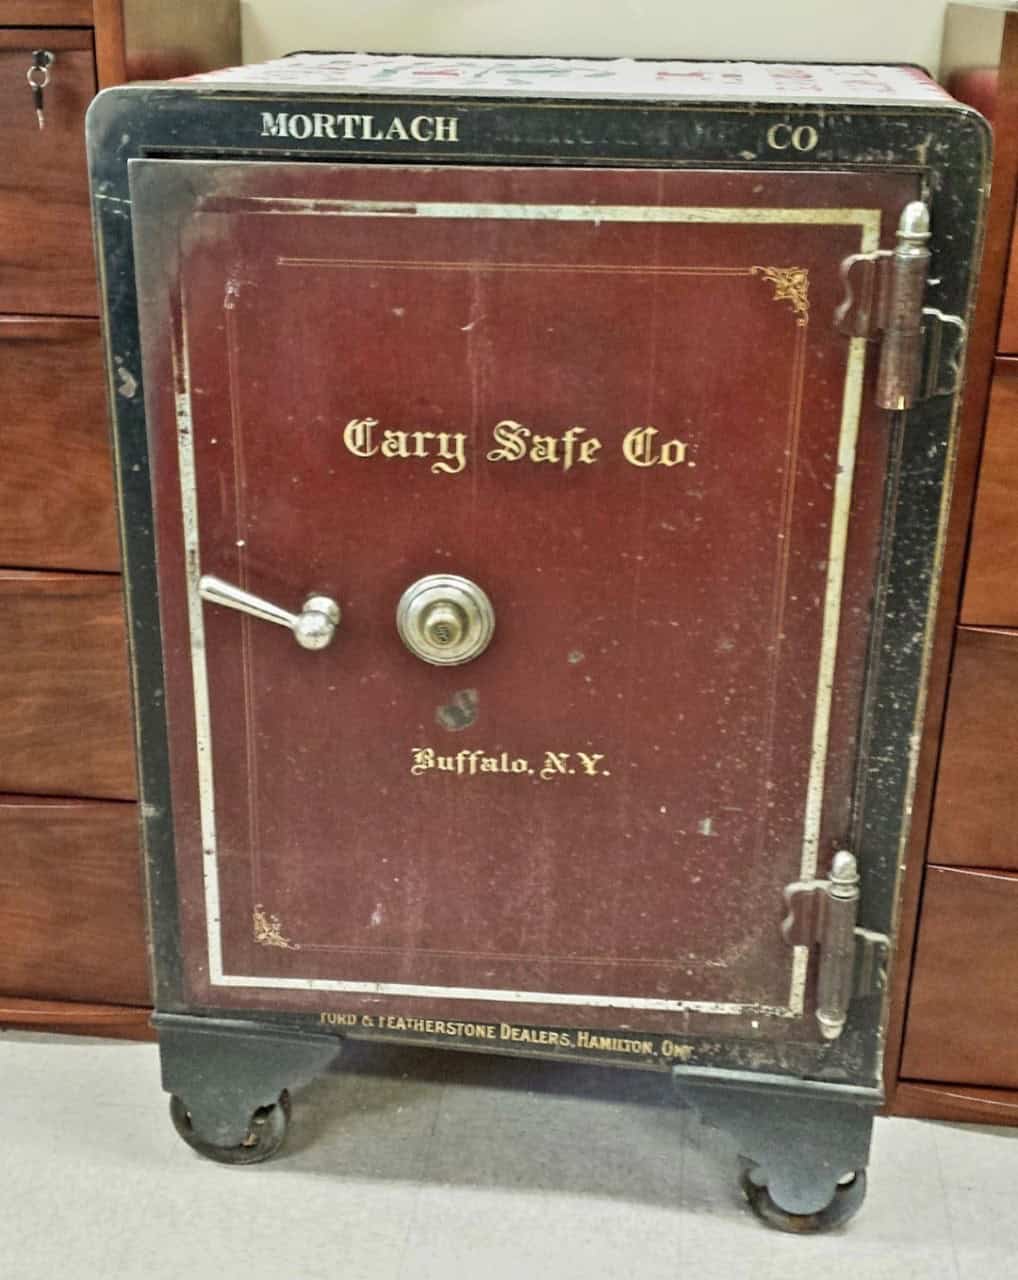 MORTLACH CO
Cary Safe Co.
Buffalo, N.Y.
FORD & FEATHERSTONE DEALERS, HAMILTON, ONT.